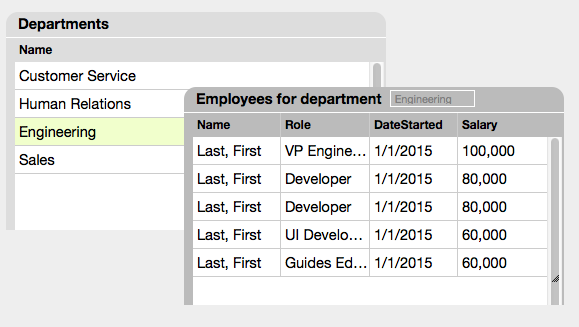 Departments
Name
Customer Service
Human Relations
Engineering
Sales
Employees for department Engineering
Name Role DateStarted Salary
Last, First VP Engine... 1/1/2015 100,000
Last, First Developer 1/1/2015 80,000
Last, First Developer 1/1/2015 80,000
Last, First UI Develo... 1/1/2015 60,000
Last, First Guides Ed... 1/1/2015 60,000